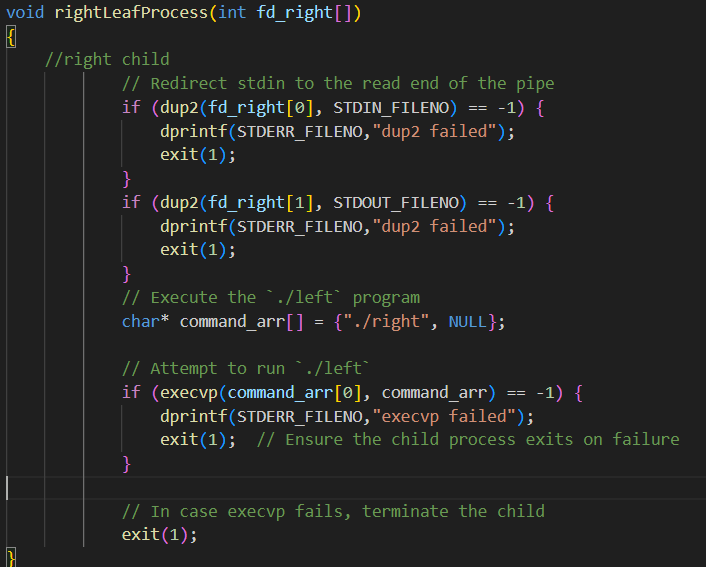 void rightLeafProcess(int fd_right[])
{
    //right child
            // Redirect stdin to the read end of the pipe
            if (dup2(fd_right[0], STDIN_FILENO) == -1) {
                dprintf(STDERR_FILENO,"dup2 failed");
                exit(1);
            }
            if (dup2(fd_right[1], STDOUT_FILENO) == -1) {
                dprintf(STDERR_FILENO,"dup2 failed");
                exit(1);
            }
            // Execute the `./left` program
            char* command_arr[] = {"./right", NULL};

            // Attempt to run `./left`
            if (execvp(command_arr[0], command_arr) == -1) {
                dprintf(STDERR_FILENO,"execvp failed");
                exit(1);  // Ensure the child process exits on failure
            }

            // In case execvp fails, terminate the child
            exit(1);
}